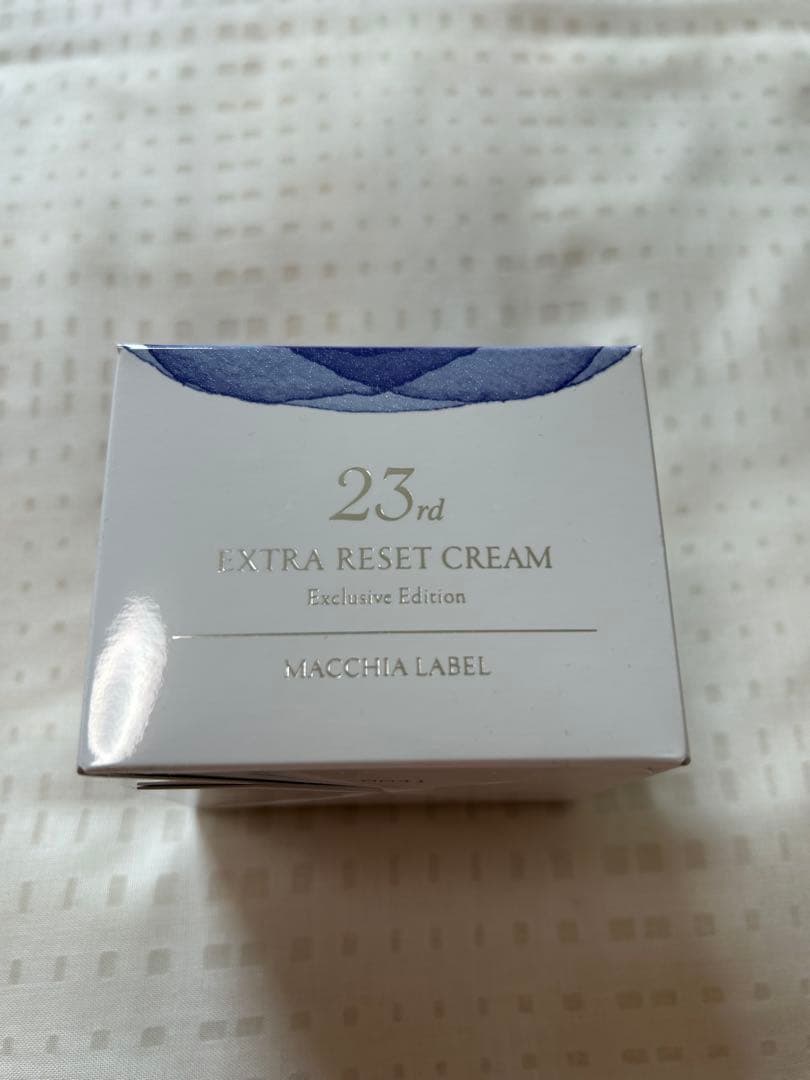 23rd
EXTRA RESET CREAM
Exclusive Edition
MACCHIA LABEL